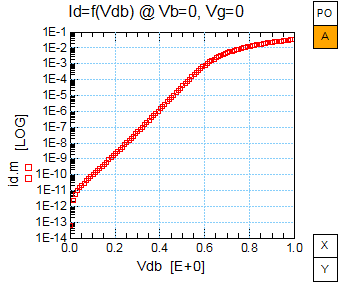 Id=f(Vdb) @ Vb=0, Vg=0
PO
A
1E-1
1E-2
1E-3
1E-4
1E-5
1E-6
1E-7
1E-8
1E-9
1E-10
1E-11
1E-12
1E-13
1E-14
id.m [LOG]
0.0 0.2 0.4 0.6 0.8 1.0
Vdb [E+0]
X
Y